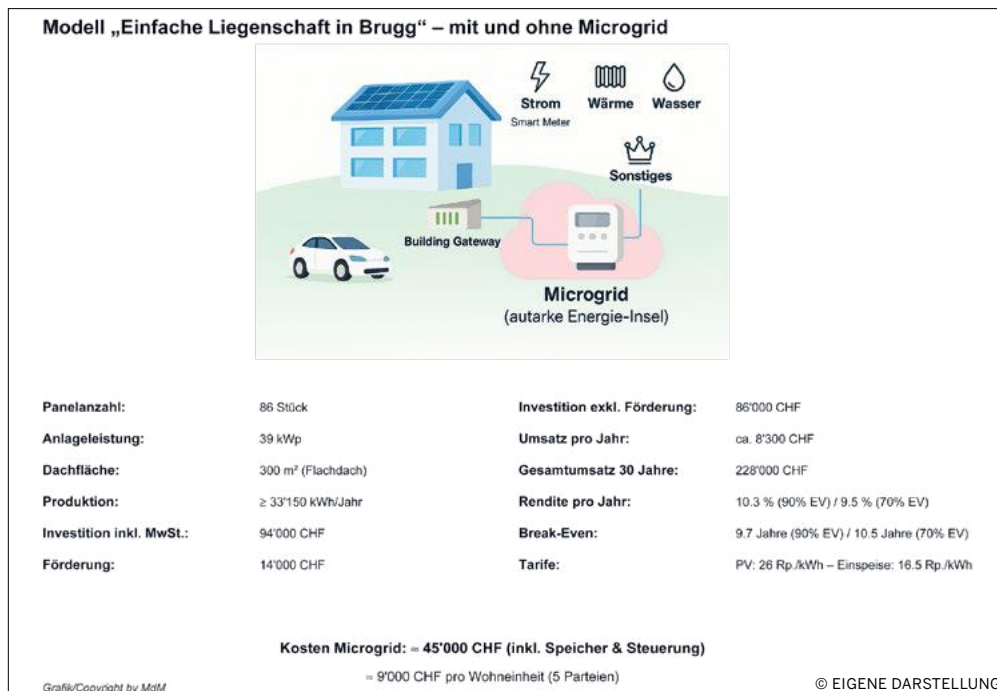 Modell „Einfache Liegenschaft in Brugg“ – mit und ohne Microgrid
Strom
Smart Meter
Wärme
Wasser
Sonstiges
Building Gateway
Microgrid
(autarke Energie-Insel)
Panelanzahl: 86 Stück
Anlageleistung: 39 kWp
Dachfläche: 300 m² (Flachdach)
Produktion: ≥ 33'150 kWh/Jahr
Investition inkl. MwSt.: 94'000 CHF
Förderung: 14'000 CHF
Investition exkl. Förderung: 86'000 CHF
Umsatz pro Jahr: ca. 8'300 CHF
Gesamtumsatz 30 Jahre: 228'000 CHF
Rendite pro Jahr: 10.3 % (90% EV) / 9.5 % (70% EV)
Break-Even: 9.7 Jahre (90% EV) / 10.5 Jahre (70% EV)
Tarife: PV: 26 Rp./kWh – Einspeise: 16.5 Rp./kWh
Kosten Microgrid: ≈ 45'000 CHF (inkl. Speicher & Steuerung)
≈ 9'000 CHF pro Wohneinheit (5 Parteien)
Grafik/Copyright by MdM
© EIGENE DARSTELLUNG